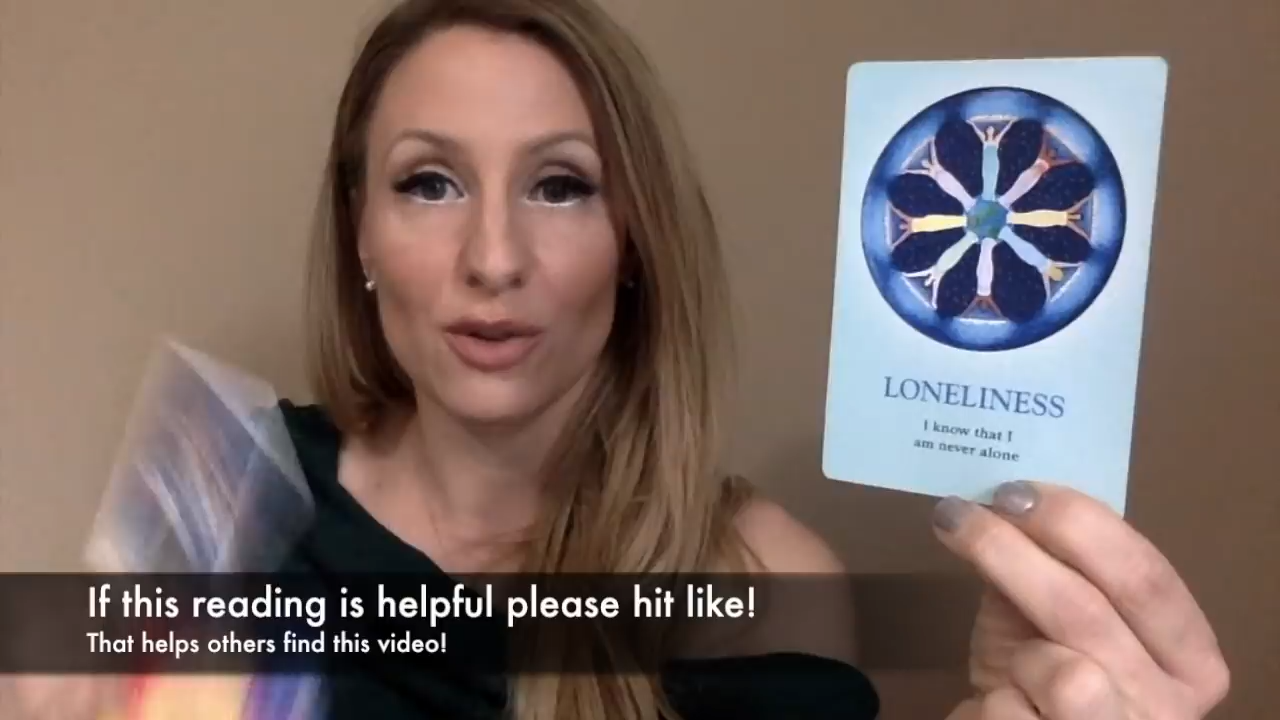 LONELINESS
I know that I
am never alone
If this reading is helpful please hit like!
That helps others find this video!